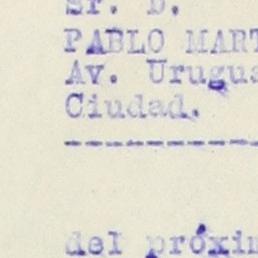 Sr. D.
PABLO MART
Av. Urugua
Ciudad.
del próxim